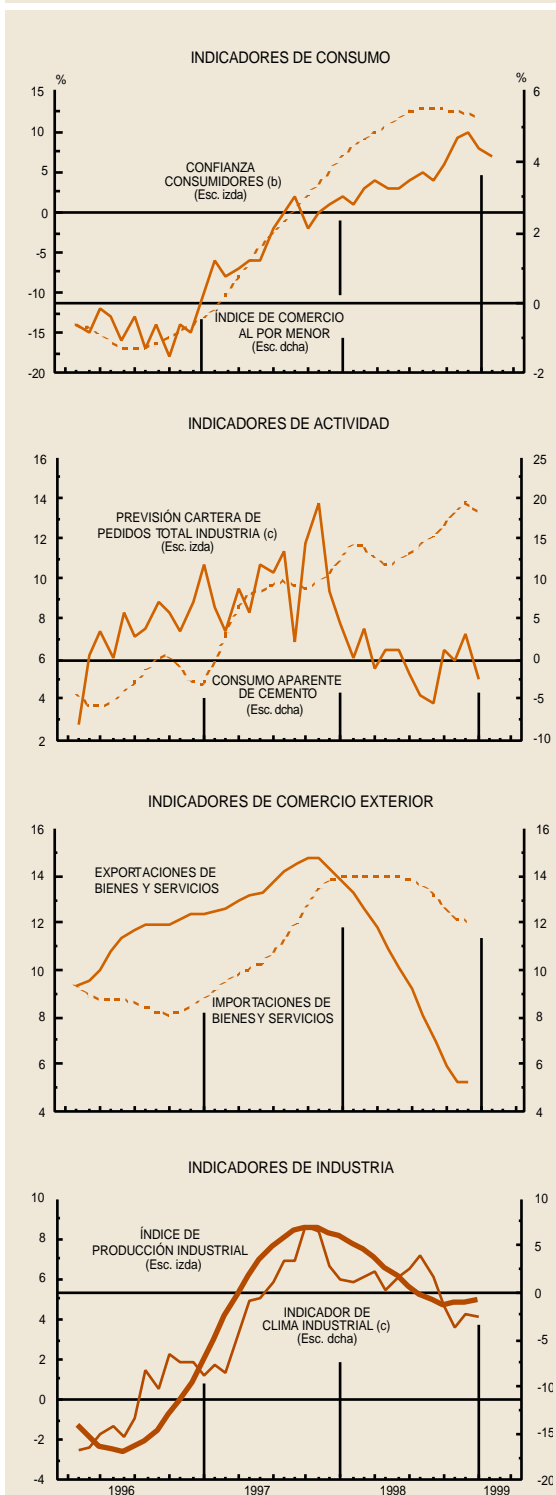 INDICADORES DE CONSUMO
% %
15 6
10
5 4
0
-5 2
-10
0
-15
-20 -2
CONFIANZA
CONSUMIDORES (b)
(Esc. izda)
ÍNDICE DE COMERCIO
AL POR MENOR
(Esc. dcha)
INDICADORES DE ACTIVIDAD
16 25
14 20
12 15
10 10
8 5
6 0
4 -5
2 -10
PREVISIÓN CARTERA DE
PEDIDOS TOTAL INDUSTRIA (c)
(Esc. izda)
CONSUMO APARENTE
DE CEMENTO
(Esc. dcha)
INDICADORES DE COMERCIO EXTERIOR
16 16
14 14
12 12
10 10
8 8
6 6
4 4
EXPORTACIONES DE
BIENES Y SERVICIOS
IMPORTACIONES DE
BIENES Y SERVICIOS
INDICADORES DE INDUSTRIA
10 10
8 5
6 0
4 -5
2 -10
0 -15
-2
-4 -20
ÍNDICE DE
PRODUCCIÓN INDUSTRIAL
(Esc. izda)
INDICADOR DE
CLIMA INDUSTRIAL (c)
(Esc. dcha)
1996 1997 1998 1999